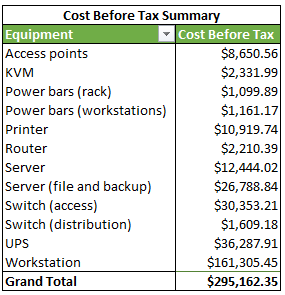 Cost Before Tax Summary
Equipment Cost Before Tax
Access points $8,650.56
KVM $2,331.99
Power bars (rack) $1,099.89
Power bars (workstations) $1,161.17
Printer $10,919.74
Router $2,210.39
Server $12,444.02
Server (file and backup) $26,788.84
Switch (access) $30,353.21
Switch (distribution) $1,609.18
UPS $36,287.91
Workstation $161,305.45
Grand Total $295,162.35